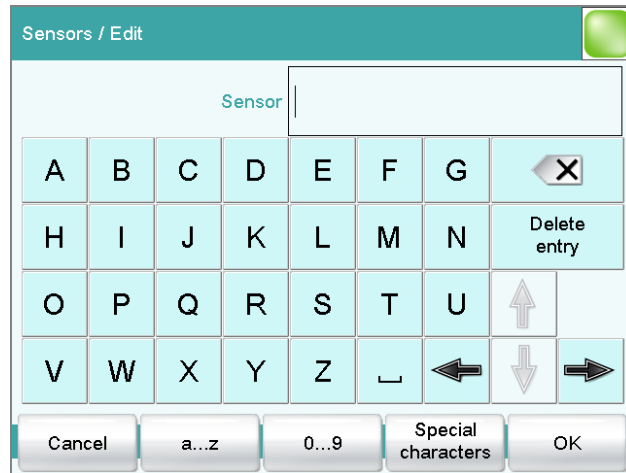 Sensors / Edit
Sensor
A B C D E F G
H I J K L M N Delete entry
O P Q R S T U
V W X Y Z
Cancel a...z 0...9 Special characters OK